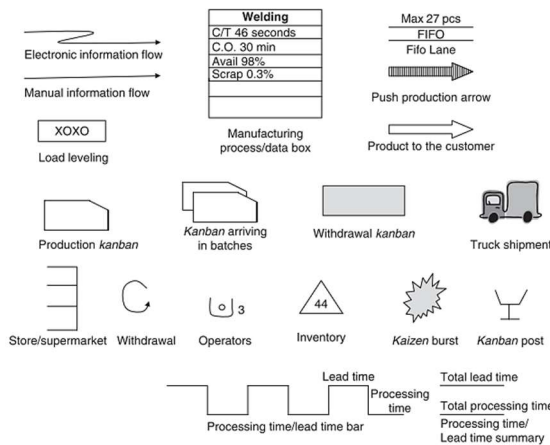 Electronic information flow
Manual information flow
XOXO
Load leveling
Welding
C/T 46 seconds
C.O. 30 min
Avail 98%
Scrap 0.3%
Manufacturing
process/data box
Max 27 pcs
FIFO
Fifo Lane
Push production arrow
Product to the customer
Production kanban
Kanban arriving
in batches
Withdrawal kanban
Truck shipment
Store/supermarket
Withdrawal
3
Operators
44
Inventory
Kaizen burst
Kanban post
Lead time
Processing
time
Processing time/lead time bar
Total lead time
Total processing time
Processing time/
Lead time summary